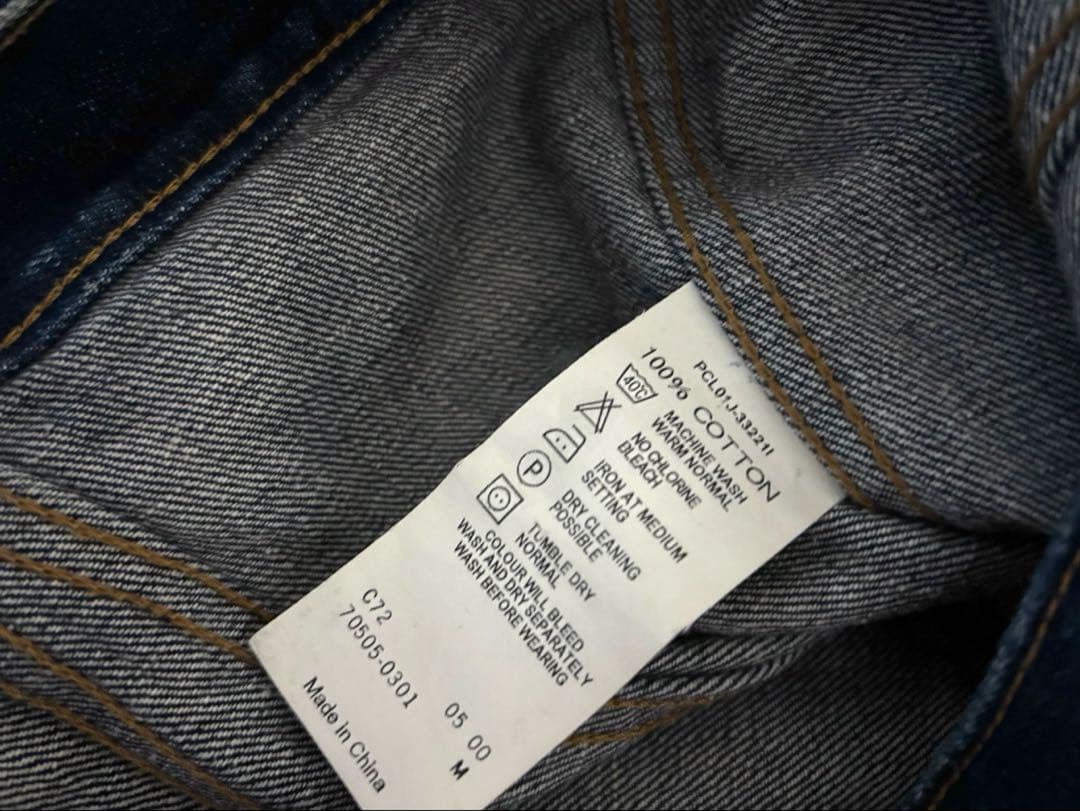 PCL01J-332211
100% COTTON
40C
MACHINE WASH
WARM NORMAL
NO CHLORINE
BLEACH
IRON AT MEDIUM
SETTING
P
DRY CLEANING
POSSIBLE
TUMBLE DRY
NORMAL
COLOUR WILL BLEED
WASH AND DRY SEPARATELY
WASH BEFORE WEARING
C72
70505-0301
05 00
M
Made in China